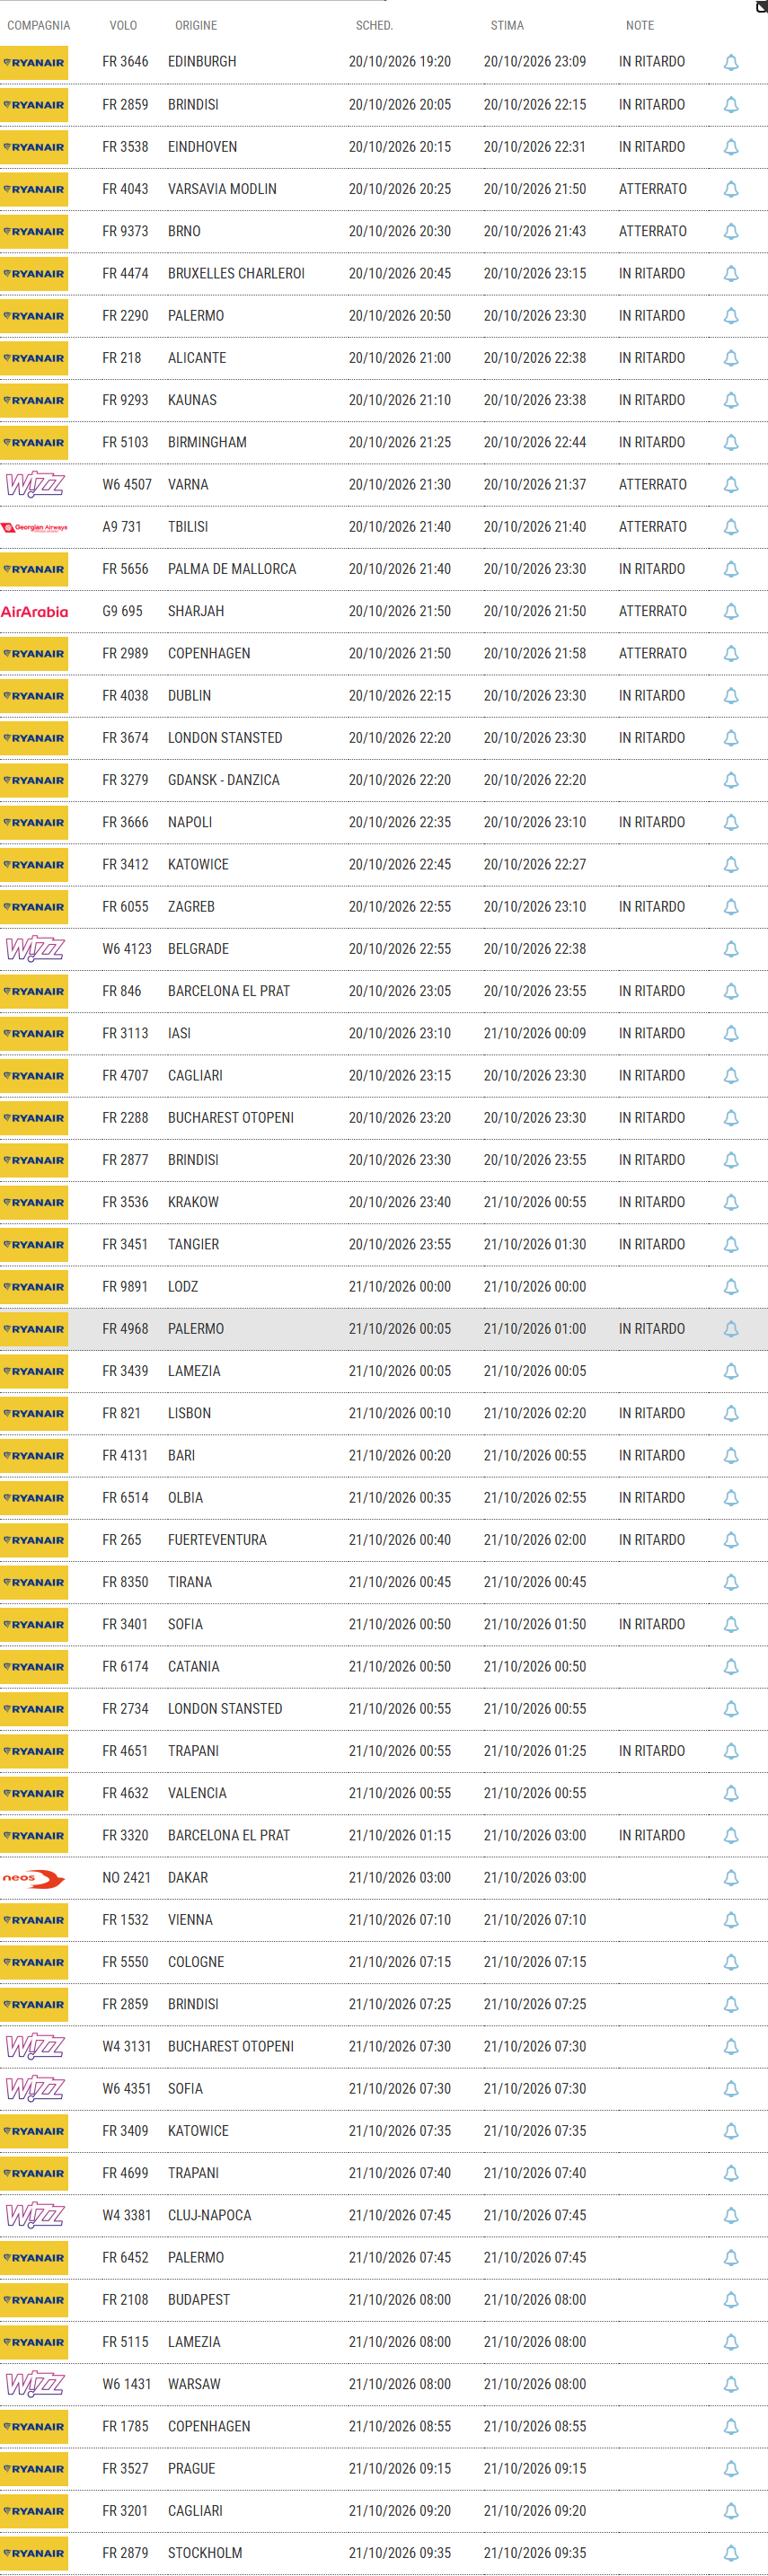 COMPAGNIA VOLO ORIGINE SCHED. STIMA NOTE
RYANAIR FR 3646 EDINBURGH 20/10/2026 19:20 20/10/2026 23:09 IN RITARDO
RYANAIR FR 2859 BRINDISI 20/10/2026 20:05 20/10/2026 22:15 IN RITARDO
RYANAIR FR 3538 EINDHOVEN 20/10/2026 20:15 20/10/2026 22:31 IN RITARDO
RYANAIR FR 4043 VARSAVIA MODLIN 20/10/2026 20:25 20/10/2026 21:50 ATTERRATO
RYANAIR FR 9373 BRNO 20/10/2026 20:30 20/10/2026 21:43 ATTERRATO
RYANAIR FR 4474 BRUXELLES CHARLEROI 20/10/2026 20:45 20/10/2026 23:15 IN RITARDO
RYANAIR FR 2290 PALERMO 20/10/2026 20:50 20/10/2026 23:30 IN RITARDO
RYANAIR FR 218 ALICANTE 20/10/2026 21:00 20/10/2026 22:38 IN RITARDO
RYANAIR FR 9293 KAUNAS 20/10/2026 21:10 20/10/2026 23:38 IN RITARDO
RYANAIR FR 5103 BIRMINGHAM 20/10/2026 21:25 20/10/2026 22:44 IN RITARDO
WIZZ W6 4507 VARNA 20/10/2026 21:30 20/10/2026 21:37 ATTERRATO
Georgian Airways A9 731 TBILISI 20/10/2026 21:40 20/10/2026 21:40 ATTERRATO
RYANAIR FR 5656 PALMA DE MALLORCA 20/10/2026 21:40 20/10/2026 23:30 IN RITARDO
AirArabia G9 695 SHARJAH 20/10/2026 21:50 20/10/2026 21:50 ATTERRATO
RYANAIR FR 2989 COPENHAGEN 20/10/2026 21:50 20/10/2026 21:58 ATTERRATO
RYANAIR FR 4038 DUBLIN 20/10/2026 22:15 20/10/2026 23:30 IN RITARDO
RYANAIR FR 3674 LONDON STANSTED 20/10/2026 22:20 20/10/2026 23:30 IN RITARDO
RYANAIR FR 3279 GDANSK - DANZICA 20/10/2026 22:20 20/10/2026 22:20
RYANAIR FR 3666 NAPOLI 20/10/2026 22:35 20/10/2026 23:10 IN RITARDO
RYANAIR FR 3412 KATOWICE 20/10/2026 22:45 20/10/2026 22:27
RYANAIR FR 6055 ZAGREB 20/10/2026 22:55 20/10/2026 23:10 IN RITARDO
WIZZ W6 4123 BELGRADE 20/10/2026 22:55 20/10/2026 22:38
RYANAIR FR 846 BARCELONA EL PRAT 20/10/2026 23:05 20/10/2026 23:55 IN RITARDO
RYANAIR FR 3113 IASI 20/10/2026 23:10 21/10/2026 00:09 IN RITARDO
RYANAIR FR 4707 CAGLIARI 20/10/2026 23:15 20/10/2026 23:30 IN RITARDO
RYANAIR FR 2288 BUCHAREST OTOPENI 20/10/2026 23:20 20/10/2026 23:30 IN RITARDO
RYANAIR FR 2877 BRINDISI 20/10/2026 23:30 20/10/2026 23:55 IN RITARDO
RYANAIR FR 3536 KRAKOW 20/10/2026 23:40 21/10/2026 00:55 IN RITARDO
RYANAIR FR 3451 TANGIER 20/10/2026 23:55 21/10/2026 01:30 IN RITARDO
RYANAIR FR 9891 LODZ 21/10/2026 00:00 21/10/2026 00:00
RYANAIR FR 4968 PALERMO 21/10/2026 00:05 21/10/2026 01:00 IN RITARDO
RYANAIR FR 3439 LAMEZIA 21/10/2026 00:05 21/10/2026 00:05
RYANAIR FR 821 LISBON 21/10/2026 00:10 21/10/2026 02:20 IN RITARDO
RYANAIR FR 4131 BARI 21/10/2026 00:20 21/10/2026 00:55 IN RITARDO
RYANAIR FR 6514 OLBIA 21/10/2026 00:35 21/10/2026 02:55 IN RITARDO
RYANAIR FR 265 FUERTEVENTURA 21/10/2026 00:40 21/10/2026 02:00 IN RITARDO
RYANAIR FR 8350 TIRANA 21/10/2026 00:45 21/10/2026 00:45
RYANAIR FR 3401 SOFIA 21/10/2026 00:50 21/10/2026 01:50 IN RITARDO
RYANAIR FR 6174 CATANIA 21/10/2026 00:50 21/10/2026 00:50
RYANAIR FR 2734 LONDON STANSTED 21/10/2026 00:55 21/10/2026 00:55
RYANAIR FR 4651 TRAPANI 21/10/2026 00:55 21/10/2026 01:25 IN RITARDO
RYANAIR FR 4632 VALENCIA 21/10/2026 00:55 21/10/2026 00:55
RYANAIR FR 3320 BARCELONA EL PRAT 21/10/2026 01:15 21/10/2026 03:00 IN RITARDO
neos NO 2421 DAKAR 21/10/2026 03:00 21/10/2026 03:00
RYANAIR FR 1532 VIENNA 21/10/2026 07:10 21/10/2026 07:10
RYANAIR FR 5550 COLOGNE 21/10/2026 07:15 21/10/2026 07:15
RYANAIR FR 2859 BRINDISI 21/10/2026 07:25 21/10/2026 07:25
WIZZ W4 3131 BUCHAREST OTOPENI 21/10/2026 07:30 21/10/2026 07:30
WIZZ W6 4351 SOFIA 21/10/2026 07:30 21/10/2026 07:30
RYANAIR FR 3409 KATOWICE 21/10/2026 07:35 21/10/2026 07:35
RYANAIR FR 4699 TRAPANI 21/10/2026 07:40 21/10/2026 07:40
WIZZ W4 3381 CLUJ-NAPOCA 21/10/2026 07:45 21/10/2026 07:45
RYANAIR FR 6452 PALERMO 21/10/2026 07:45 21/10/2026 07:45
RYANAIR FR 2108 BUDAPEST 21/10/2026 08:00 21/10/2026 08:00
RYANAIR FR 5115 LAMEZIA 21/10/2026 08:00 21/10/2026 08:00
WIZZ W6 1431 WARSAW 21/10/2026 08:00 21/10/2026 08:00
RYANAIR FR 1785 COPENHAGEN 21/10/2026 08:55 21/10/2026 08:55
RYANAIR FR 3527 PRAGUE 21/10/2026 09:15 21/10/2026 09:15
RYANAIR FR 3201 CAGLIARI 21/10/2026 09:20 21/10/2026 09:20
RYANAIR FR 2879 STOCKHOLM 21/10/2026 09:35 21/10/2026 09:35